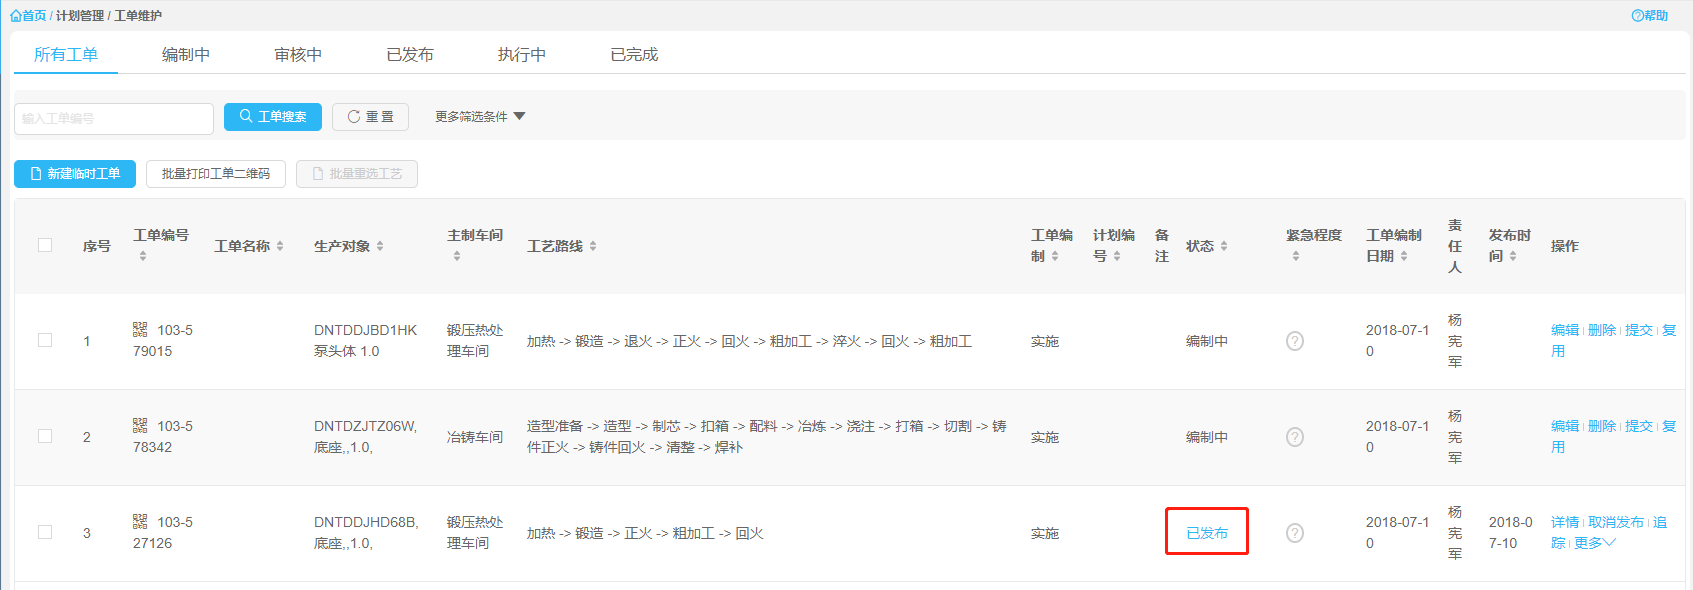 首页 / 计划管理 / 工单维护
帮助
所有工单 编制中 审核中 已发布 执行中 已完成
输入工单编号 工单搜索 重 置 更多筛选条件
新建临时工单 批量打印工单二维码 批量重选工艺
序号 工单编号 工单名称 生产对象 主制车间 工艺路线 工单编制 计划编号 备注 状态 紧急程度 工单编制日期 责任人 发布时间 操作
1
103-5
79015
DNTDDJBD1HK
泵头体 1.0
锻压热处
理车间
加热 -> 锻造 -> 退火 -> 正火 -> 回火 -> 粗加工 -> 淬火 -> 回火 -> 粗加工
实施
编制中
?
2018-07-1
0
杨
宪
军
编辑 删除 提交 复
用
2
103-5
78342
DNTDZJTZ06W,
底座,,1.0,
冶铸车间
造型准备 -> 造型 -> 制芯 -> 扣箱 -> 配料 -> 冶炼 -> 浇注 -> 打箱 -> 切割 -> 铸
件正火 -> 铸件回火 -> 清整 -> 焊补
实施
编制中
?
2018-07-1
0
杨
宪
军
编辑 删除 提交 复
用
3
103-5
27126
DNTDDJHD68B,
底座,,1.0,
锻压热处
理车间
加热 -> 锻造 -> 正火 -> 粗加工 -> 回火
实施
已发布
?
2018-07-1
0
杨
宪
军
2018-0
7-10
详情 取消发布 追
踪 更多